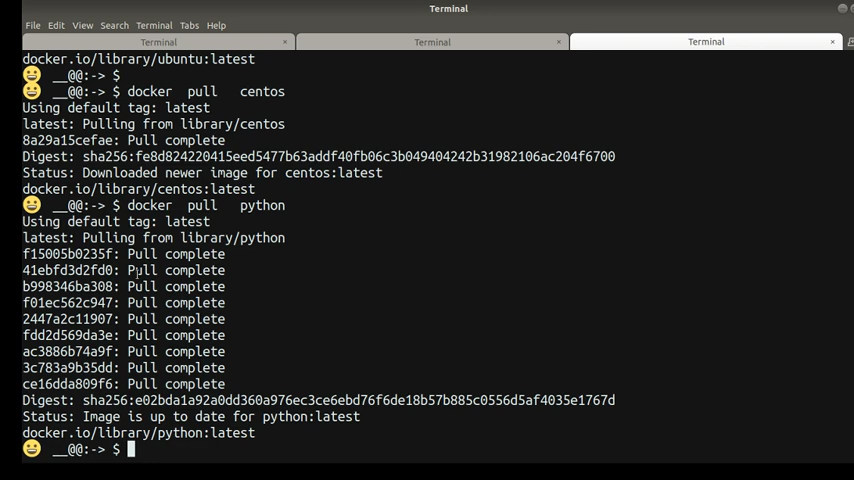 Terminal
File Edit View Search Terminal Tabs Help
Terminal × Terminal × Terminal ×
docker.io/library/ubuntu:latest
😀 __@@:-> $
😀 __@@:-> $ docker  pull   centos
Using default tag: latest
latest: Pulling from library/centos
8a29a15cefae: Pull complete
Digest: sha256:fe8d824220415eed5477b63addf40fb06c3b049404242b31982106ac204f6700
Status: Downloaded newer image for centos:latest
docker.io/library/centos:latest
😀 __@@:-> $ docker  pull   python
Using default tag: latest
latest: Pulling from library/python
f15005b0235f: Pull complete
41ebfd3d2fd0: Pull complete
b998346ba308: Pull complete
f01ec562c947: Pull complete
2447a2c11907: Pull complete
fdd2d569da3e: Pull complete
ac3886b74a9f: Pull complete
3c783a9b35dd: Pull complete
ce16dda809f6: Pull complete
Digest: sha256:e02bda1a92a0dd360a976ec3ce6ebd76f6de18b57b885c0556d5af4035e1767d
Status: Image is up to date for python:latest
docker.io/library/python:latest
😀 __@@:-> $